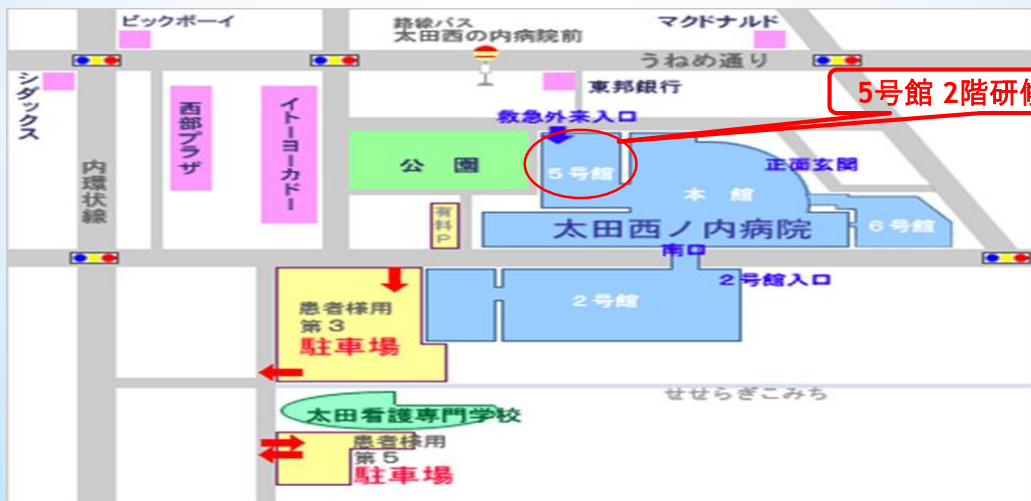 ビックボーイ
路線バス
太田西の内病院前
マクドナルド
うねめ通り
シダックス
東邦銀行
5号館 2階研修
西部プラザ
イトーヨーカドー
救急外来入口
内環状線
公園
5号館
正面玄関
本館
有料P
太田西ノ内病院
6号館
南口
2号館入口
2号館
患者様用
第3
駐車場
せせらぎこみち
太田看護専門学校
患者様用
第5
駐車場